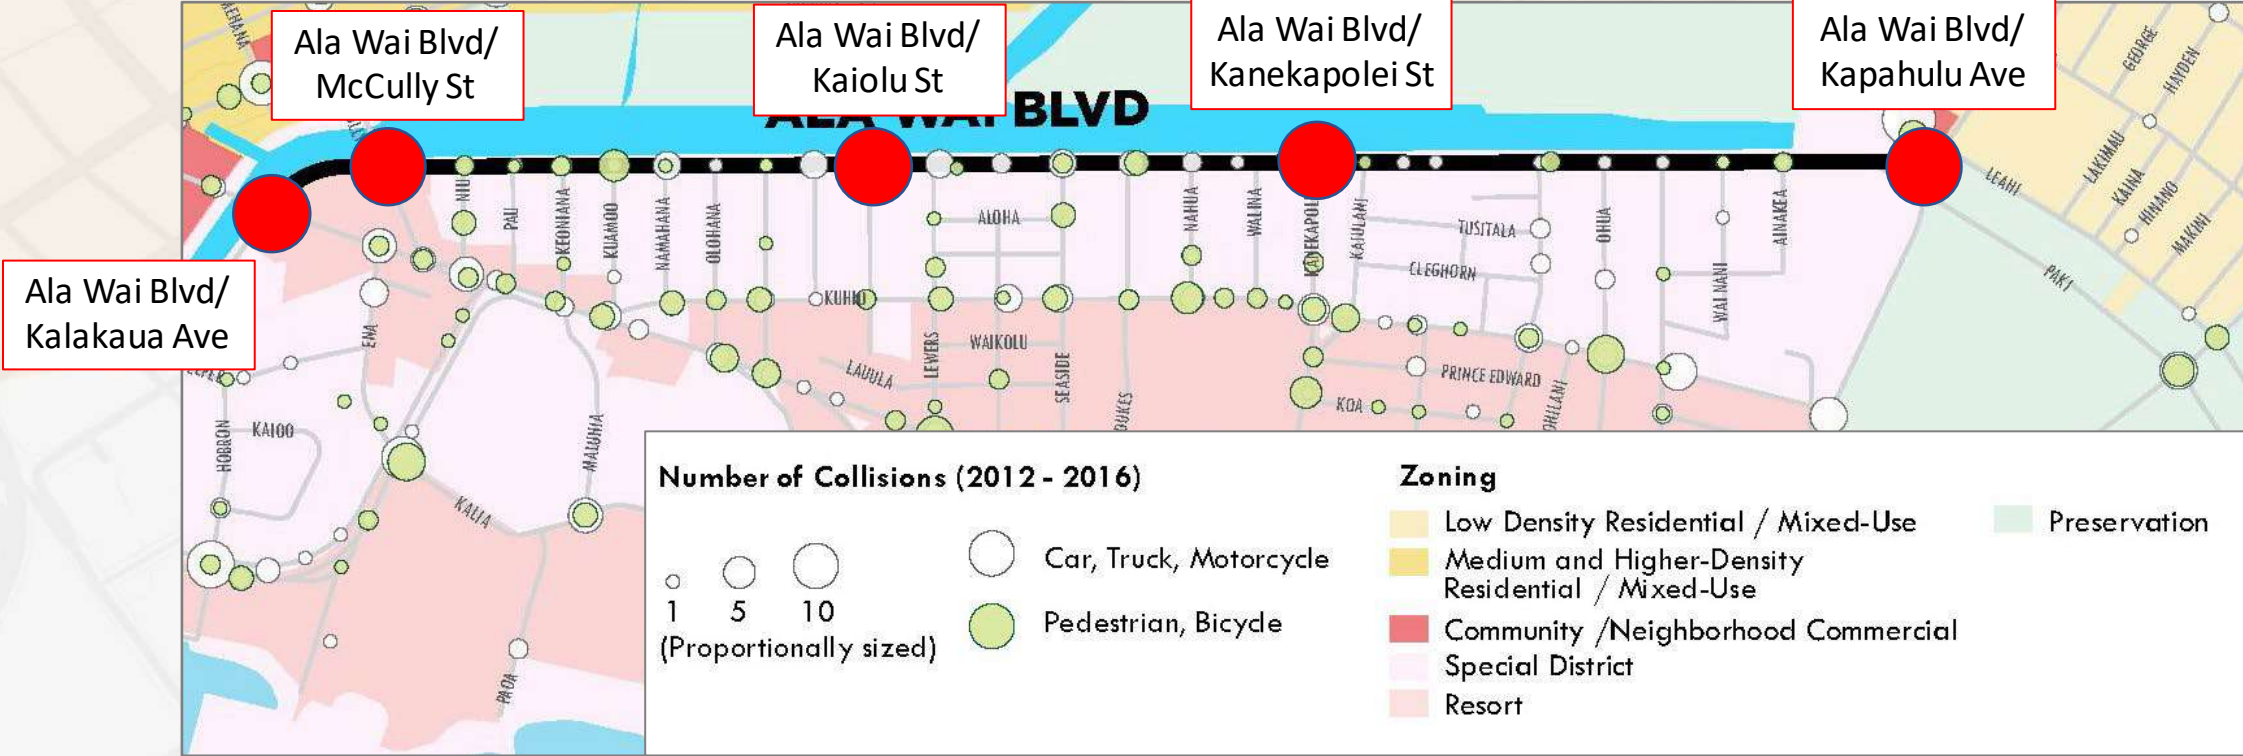 Ala Wai Blvd/
McCully St
Ala Wai Blvd/
Kaiolu St
Ala Wai Blvd/
Kanekapolei St
Ala Wai Blvd/
Kapahulu Ave
Ala Wai Blvd/
Kalakaua Ave
ALA WAI BLVD
GEORGE
HAYDEN
LAKIMAU
KAINA
HINANO
MAKINI
LEAHI
PAKI
NIU
PAU
KEONIANA
KUAMOO
NAMAHANA
OLOHANA
ALOHA
NAHUA
WALINA
KANEKAPOL
KAIULANI
TUSITALA
CLEGHORN
OHUA
WAI NANI
AINAKEA
KUHIO
ENA
LEWERS
WAIKOLU
LAUULA
SEASIDE
DUKES
PRINCE EDWARD
KOA
HOBRON
KAIOO
MALUHIA
KALIA
PAOA
Number of Collisions (2012 - 2016)
1 5 10
(Proportionally sized)
Car, Truck, Motorcycle
Pedestrian, Bicycle
Zoning
Low Density Residential / Mixed-Use
Medium and Higher-Density
Residential / Mixed-Use
Community /Neighborhood Commercial
Special District
Resort
Preservation